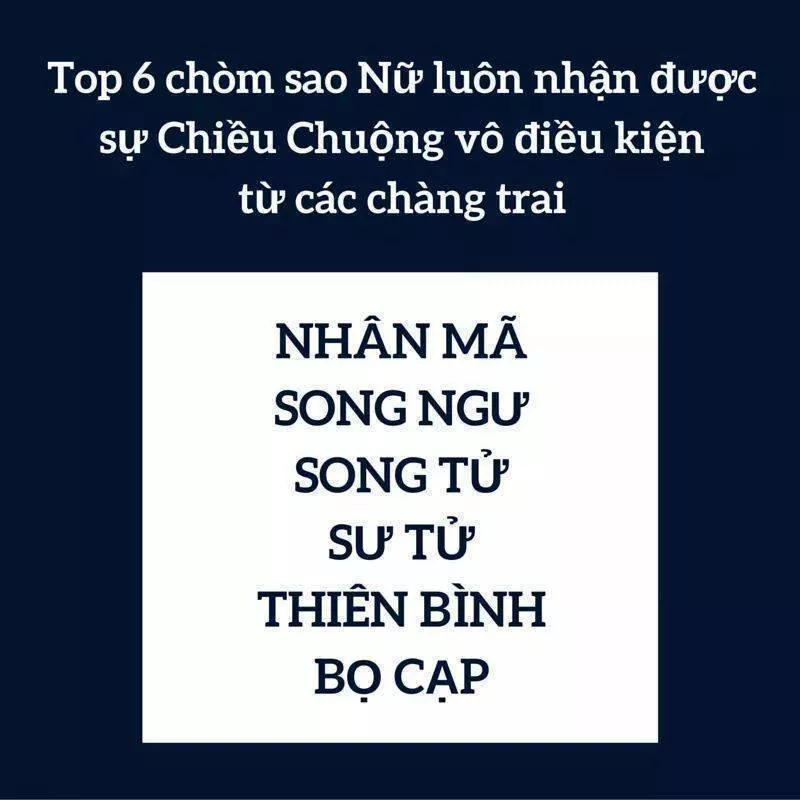 Top 6 chòm sao Nữ luôn nhận được
sự Chiều Chuộng vô điều kiện
từ các chàng trai
NHÂN MÃ
SONG NGƯ
SONG TỬ
SƯ TỬ
THIÊN BÌNH
BỌ CẠP